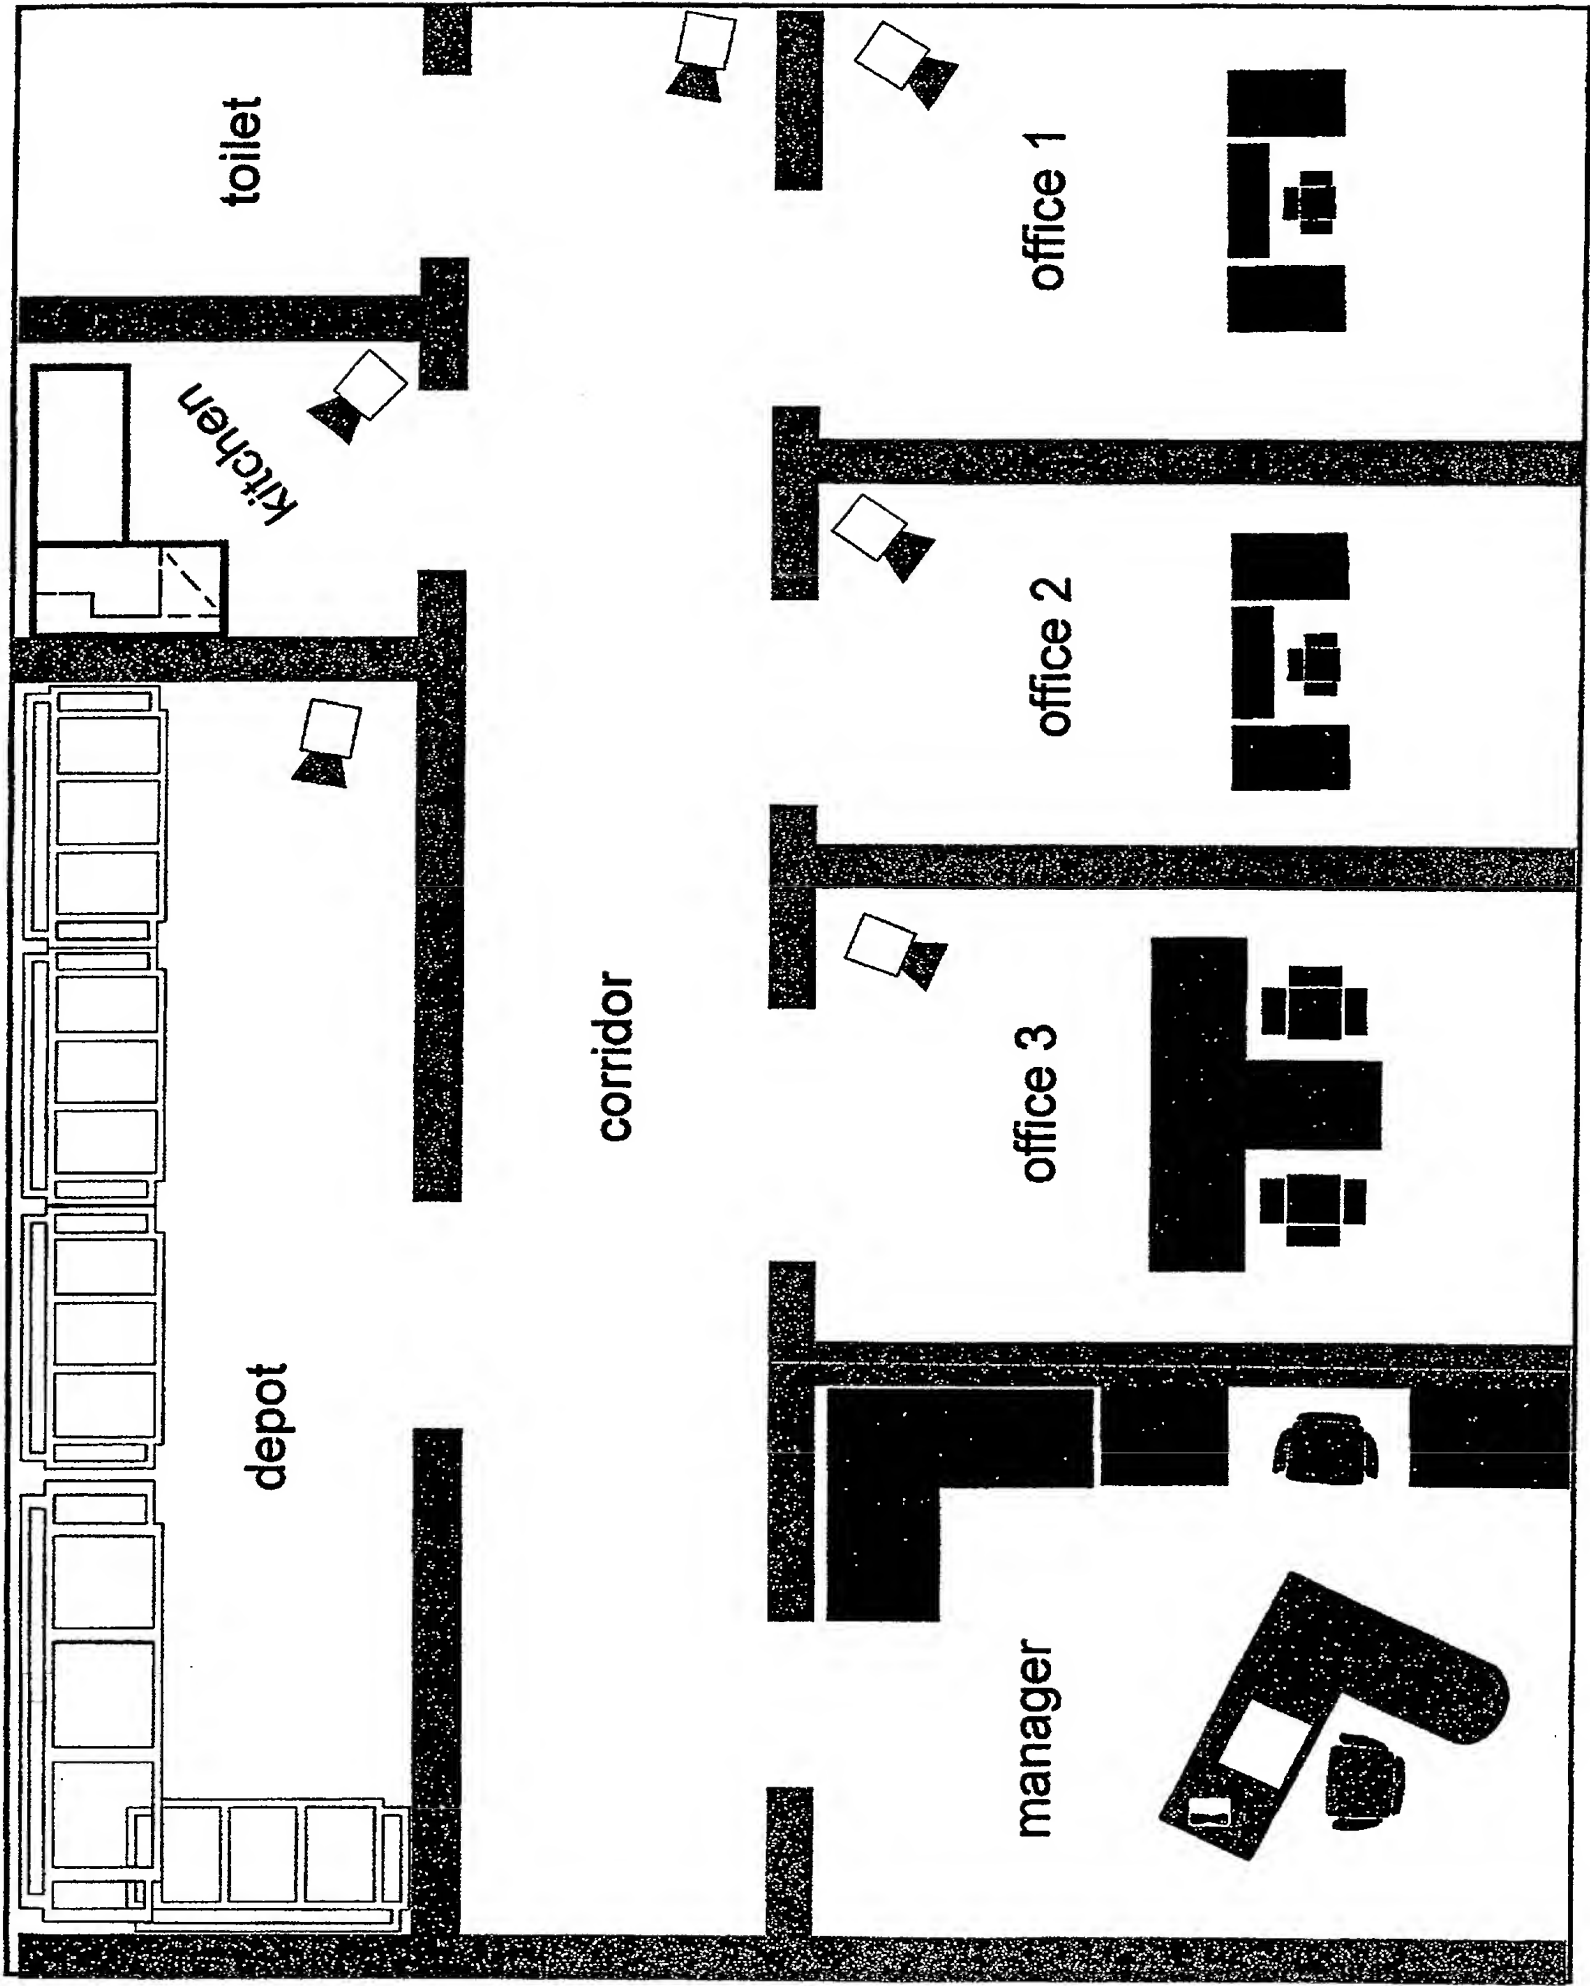 toilet
kitchen
depot
corridor
office 1
office 2
office 3
manager